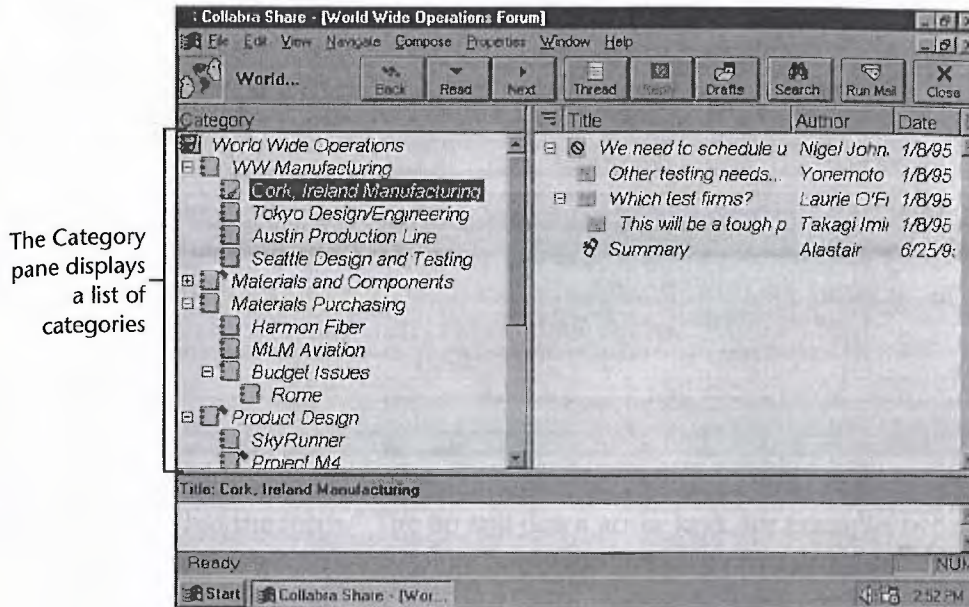 : Collabra Share - [World Wide Operations Forum]
File Edit View Navigate Compose Properties Window Help
World... Back Read Next Thread Reply Drafts Search Run Mail Close
Category
Title Author Date
World Wide Operations
WW Manufacturing
Cork, Ireland Manufacturing
Tokyo Design/Engineering
Austin Production Line
Seattle Design and Testing
Materials and Components
Materials Purchasing
Harmon Fiber
MLM Aviation
Budget Issues
Rome
Product Design
SkyRunner
Project M4
We need to schedule u Nigel John. 1/8/95
Other testing needs... Yonemoto 1/8/95
Which test firms? Laurie O'F 1/8/95
This will be a tough p Takagi Imi 1/8/95
Summary Alastair 6/25/9
The Category
pane displays
a list of
categories
Title: Cork, Ireland Manufacturing
Ready NUM
Start Collabra Share - [Wor... 2:52 PM